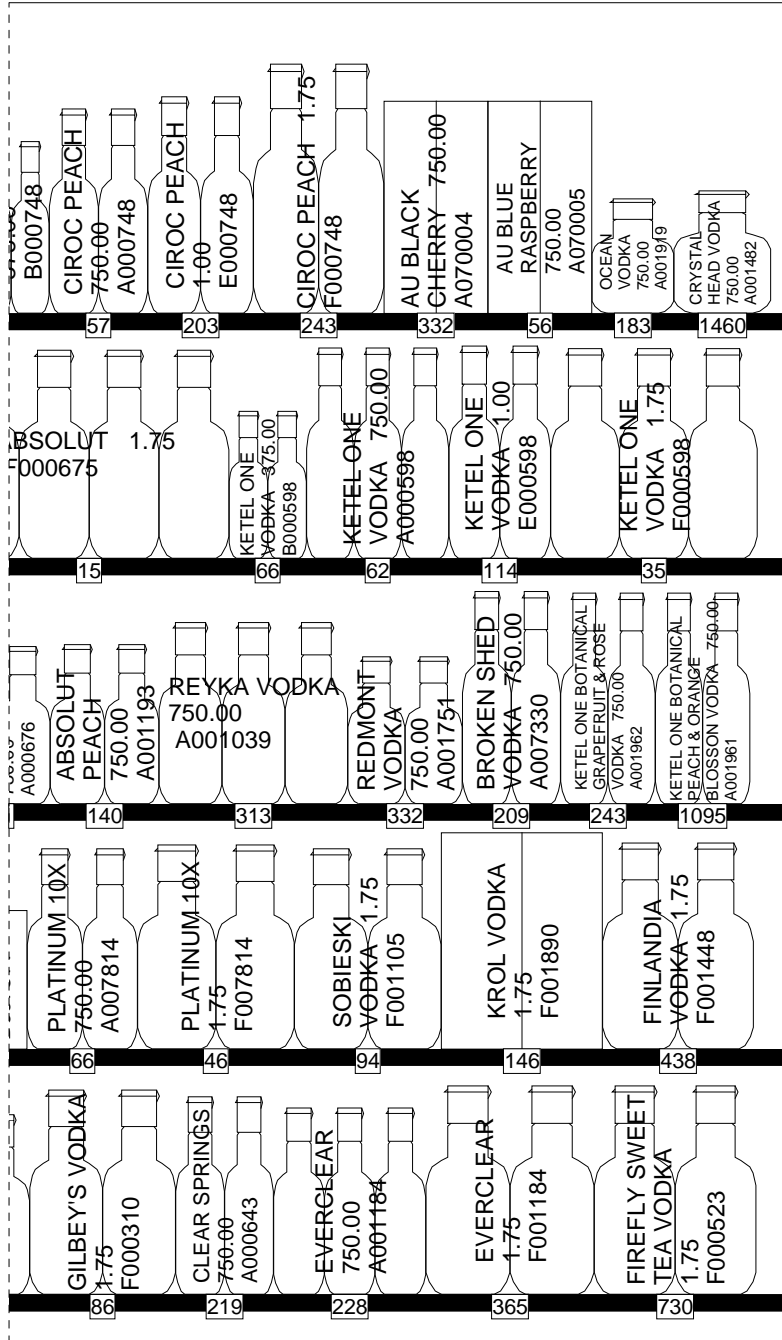 B000748
CIROC PEACH
750.00
A000748
CIROC PEACH
1.00
E000748
CIROC PEACH 1.75
F000748
AU BLACK
CHERRY 750.00
A070004
AU BLUE
RASPBERRY
750.00
A070005
OCEAN
VODKA
750.00
A001919
CRYSTAL
HEAD VODKA
750.00
A001482
57
203
243
332
56
183
1460
ABSOLUT 1.75
F000675
KETEL ONE
VODKA 375.00
B000598
KETEL ONE
VODKA 750.00
A000598
KETEL ONE
VODKA 1.00
E000598
KETEL ONE
VODKA 1.75
F000598
15
66
62
114
35
A000676
ABSOLUT
PEACH
750.00
A001193
REYKA VODKA
750.00
A001039
REDMONT
VODKA
750.00
A001751
BROKEN SHED
VODKA 750.00
A007330
KETEL ONE BOTANICAL
GRAPEFRUIT & ROSE
VODKA 750.00
A001962
KETEL ONE BOTANICAL
PEACH & ORANGE
BLOSSON VODKA 750.00
A001961
140
313
332
209
243
1095
PLATINUM 10X
750.00
A007814
PLATINUM 10X
1.75
F007814
SOBIESKI
VODKA 1.75
F001105
KROL VODKA
1.75
F001890
FINLANDIA
VODKA 1.75
F001448
66
46
94
146
438
GILBEY'S VODKA
1.75
F000310
CLEAR SPRINGS
750.00
A000643
EVERCLEAR
750.00
A001184
EVERCLEAR
1.75
F001184
FIREFLY SWEET
TEA VODKA
1.75
F000523
86
219
228
365
730